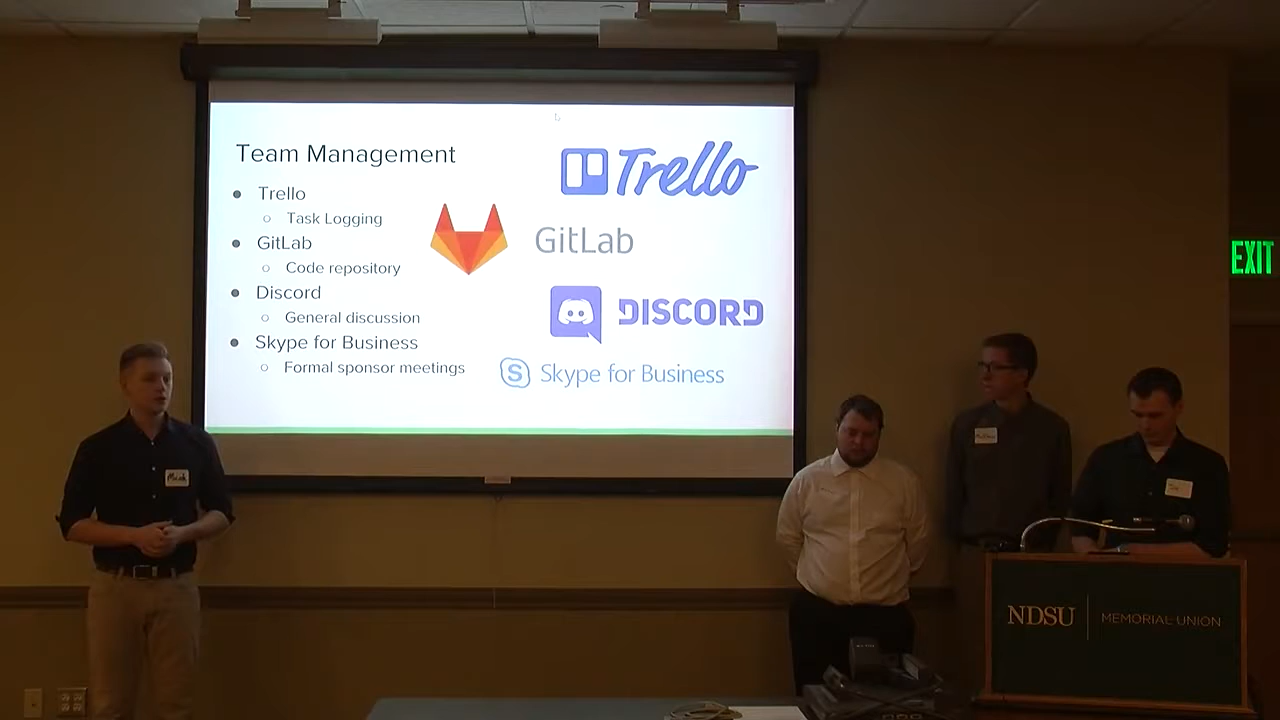 Team Management
● Trello
○ Task Logging
● GitLab
○ Code repository
● Discord
○ General discussion
● Skype for Business
○ Formal sponsor meetings
Trello
GitLab
DISCORD
S Skype for Business
EXIT
Micah
NDSU MEMORIAL UNION